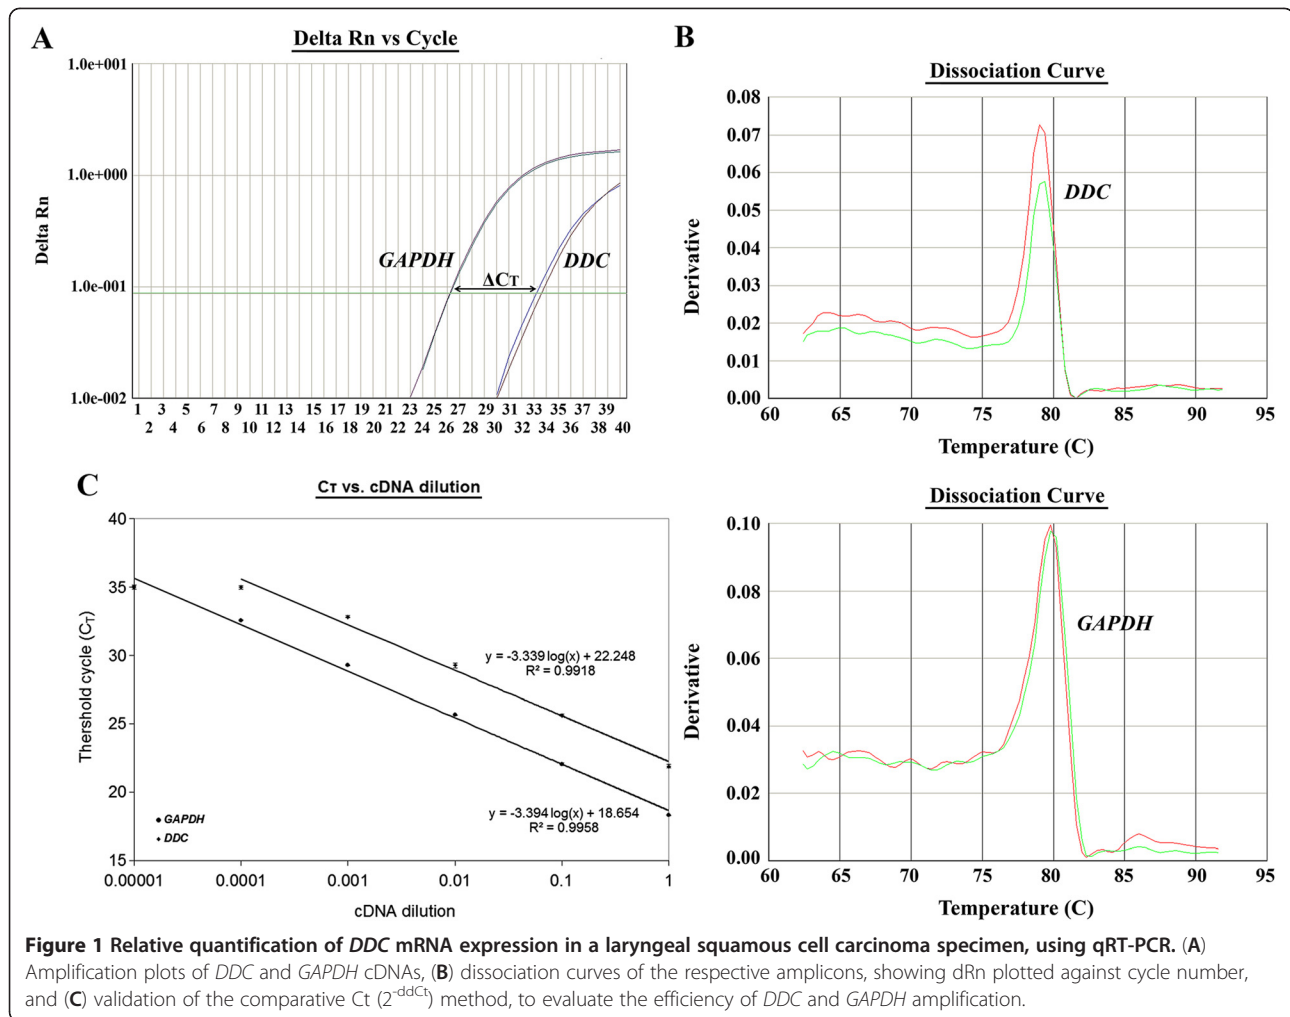 A
Delta Rn vs Cycle
1.0e+001
1.0e+000
1.0e-001
1.0e-002
Delta Rn
GAPDH
DDC
ΔCT
1 3 5 7 9 11 13 15 17 19 21 23 25 27 29 31 33 35 37 39
2 4 6 8 10 12 14 16 18 20 22 24 26 28 30 32 34 36 38 40
B
Dissociation Curve
0.08
0.07
0.06
0.05
0.04
0.03
0.02
0.01
0.00
Derivative
DDC
60 65 70 75 80 85 90 95
Temperature (C)
C
CT vs. cDNA dilution
40
35
30
25
20
15
Thershold cycle (CT)
y = -3.339 log(x) + 22.248
R² = 0.9918
y = -3.394 log(x) + 18.654
R² = 0.9958
GAPDH
DDC
0.00001 0.0001 0.001 0.01 0.1 1
cDNA dilution
Dissociation Curve
0.10
0.08
0.06
0.04
0.02
0.00
Derivative
GAPDH
60 65 70 75 80 85 90 95
Temperature (C)
Figure 1 Relative quantification of DDC mRNA expression in a laryngeal squamous cell carcinoma specimen, using qRT-PCR. (A)
Amplification plots of DDC and GAPDH cDNAs, (B) dissociation curves of the respective amplicons, showing dRn plotted against cycle number,
and (C) validation of the comparative Ct (2-ddCt) method, to evaluate the efficiency of DDC and GAPDH amplification.